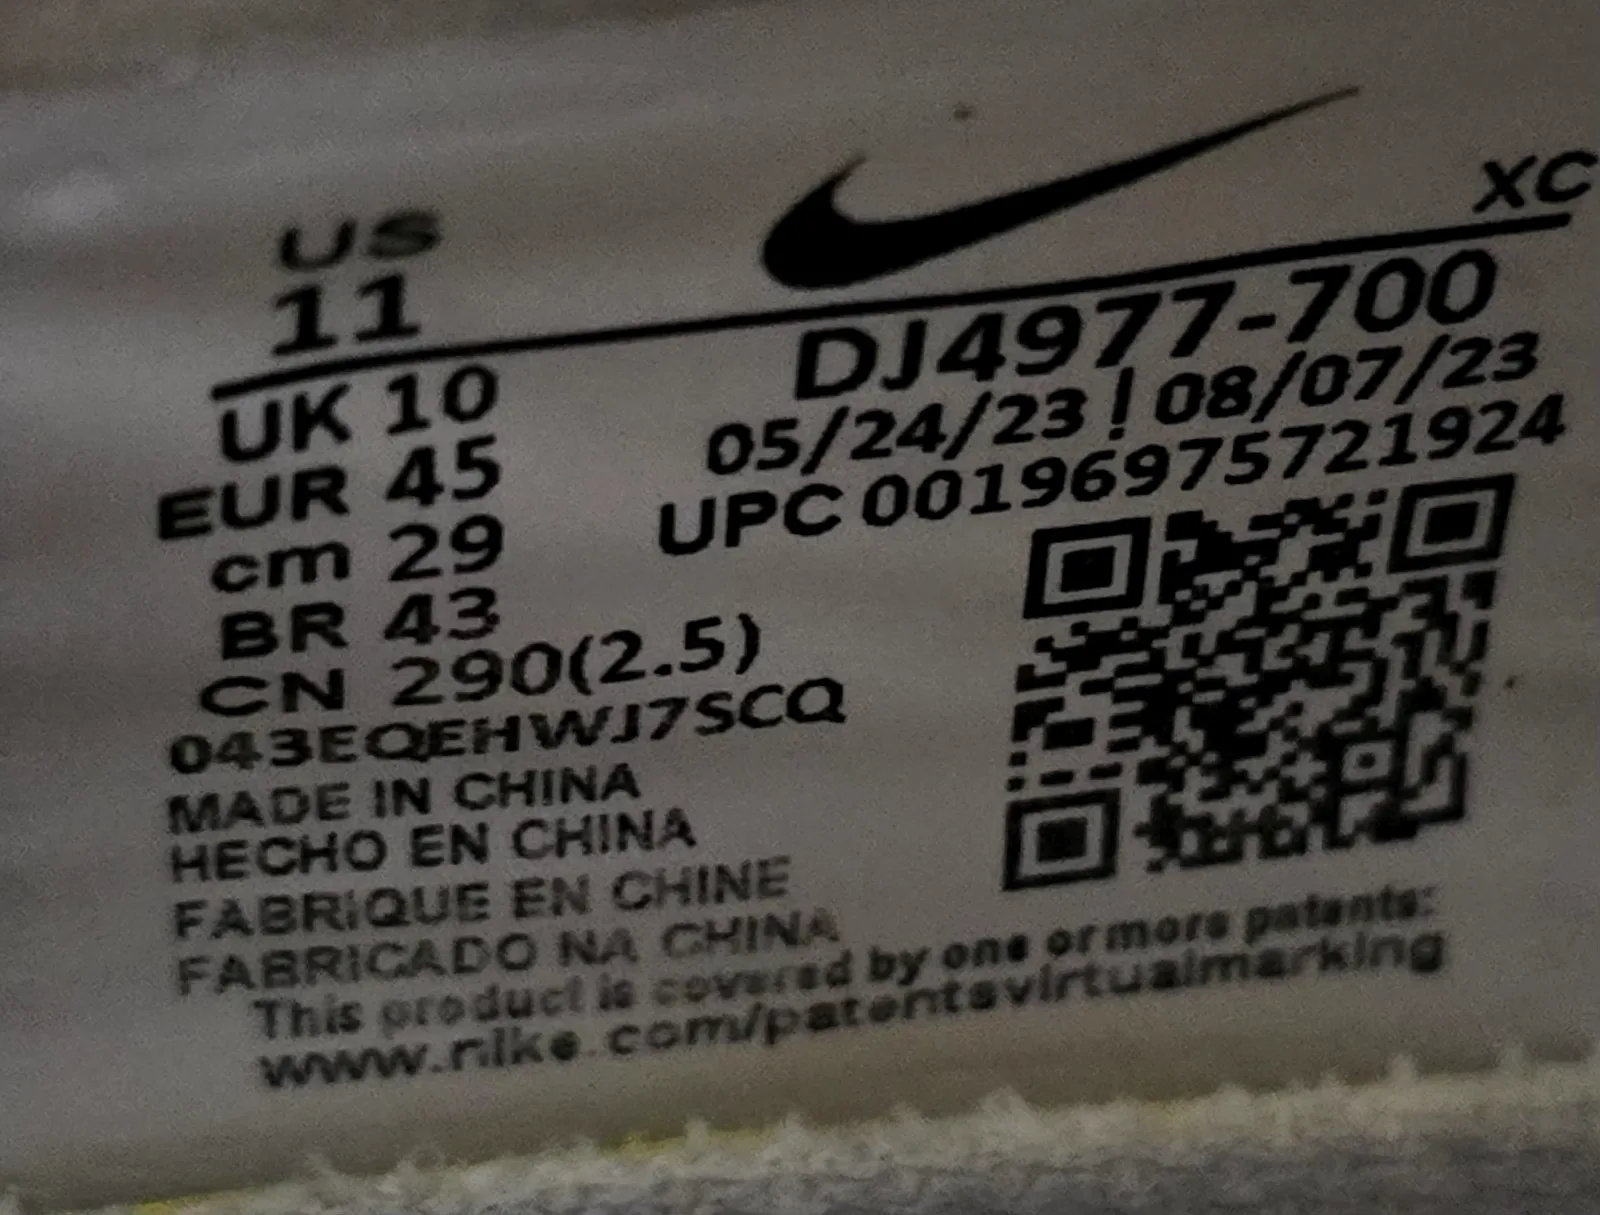 XC
US
11
UK 10
EUR 45
cm 29
BR 43
CN 290(2.5)
DJ4977-700
05/24/23 ! 08/07/23
UPC 00196975721924
043EQEHWJ7SCQ
MADE IN CHINA
HECHO EN CHINA
FABRIQUE EN CHINE
FABRICADO NA CHINA
This product is covered by one or more patents:
www.nike.com/patentsvirtualmarking